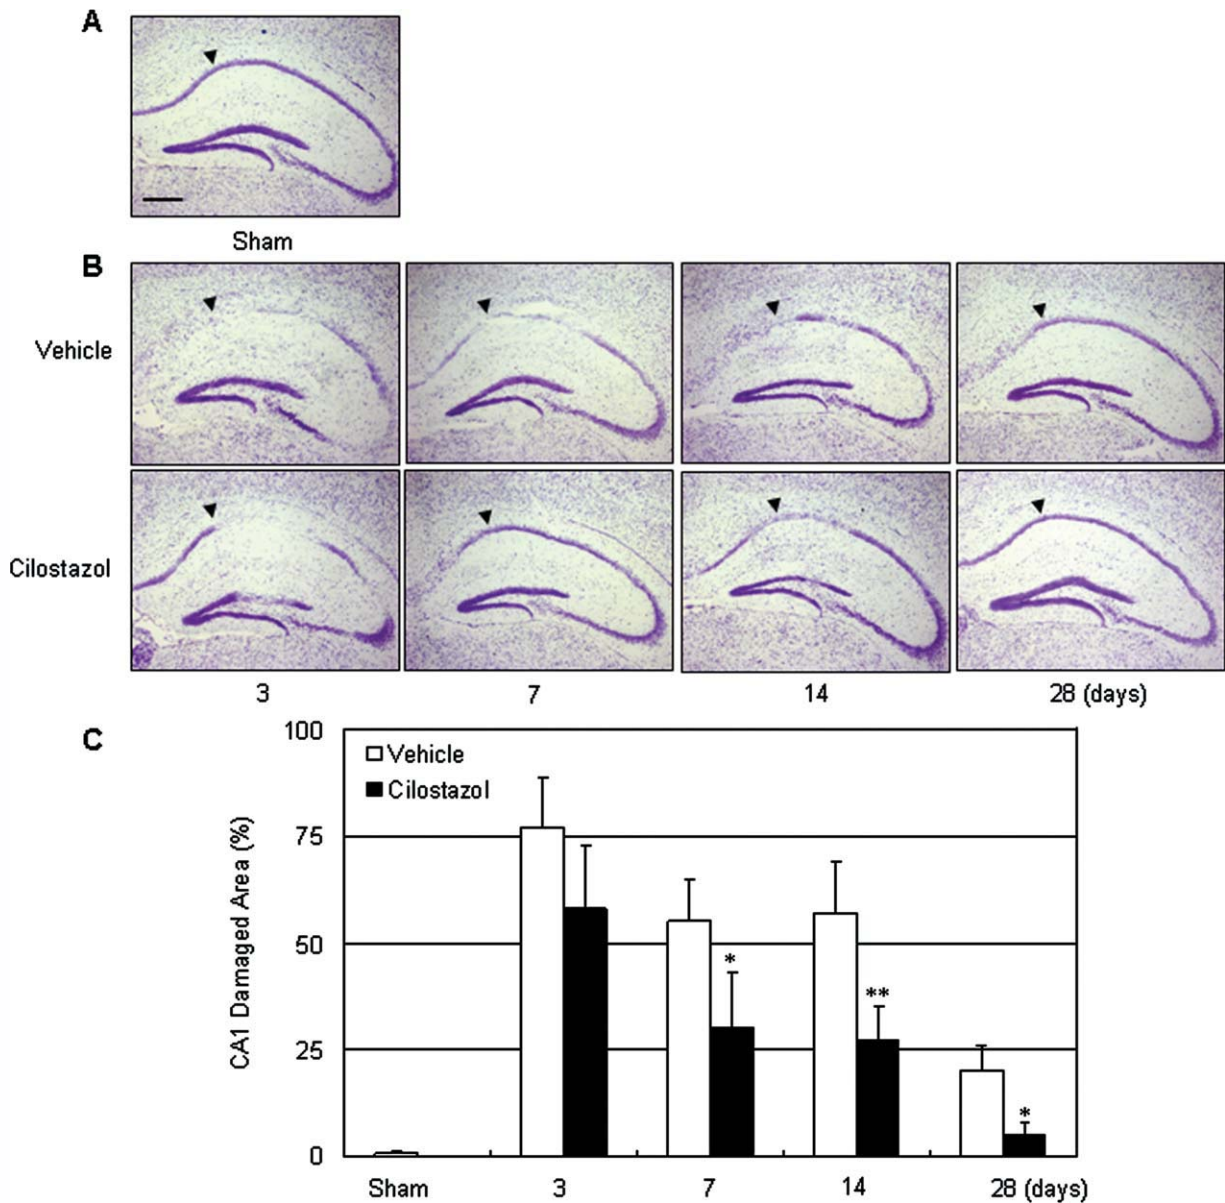 A
Sham
B
Vehicle
Cilostazol
3 7 14 28 (days)
C
CA1 Damaged Area (%)
100
75
50
25
0
Vehicle
Cilostazol
*
**
*
Sham 3 7 14 28 (days)